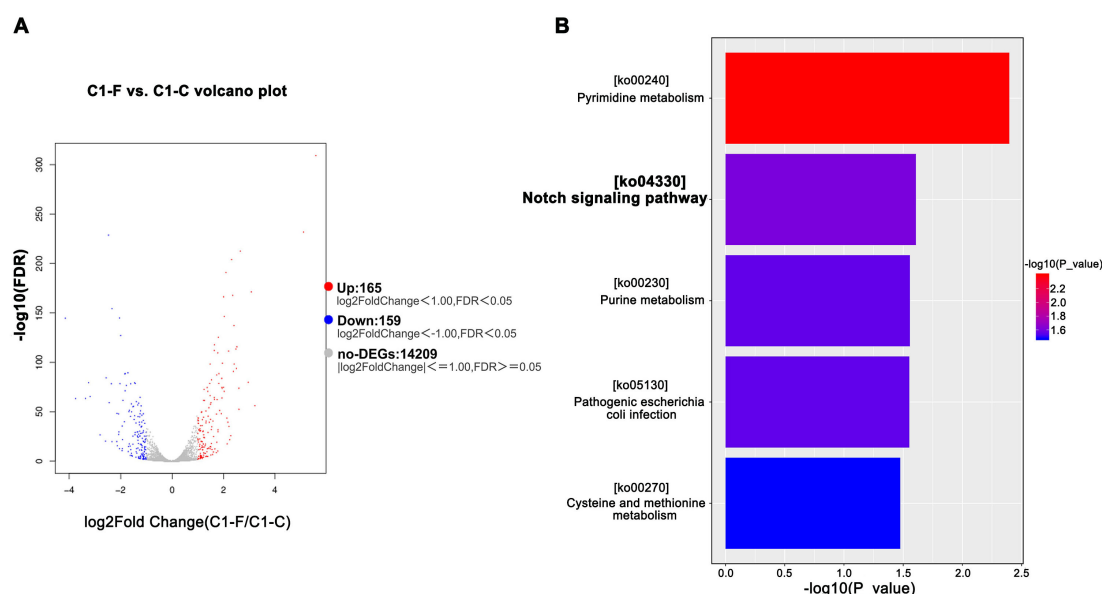 A
C1-F vs. C1-C volcano plot
-log10(FDR)
300
250
200
150
100
50
0
−4
−2
0
2
4
log2Fold Change(C1-F/C1-C)
Up:165
log2FoldChange＜1.00,FDR＜0.05
Down:159
log2FoldChange＜-1.00,FDR＜0.05
no-DEGs:14209
|log2FoldChange|＜＝1.00,FDR＞＝0.05
B
[ko00240]
Pyrimidine metabolism
[ko04330]
Notch signaling pathway
[ko00230]
Purine metabolism
[ko05130]
Pathogenic escherichia
coli infection
[ko00270]
Cysteine and methionine
metabolism
0.0
0.5
1.0
1.5
2.0
2.5
-log10(P_value)
-log10(P_value)
2.2
2.0
1.8
1.6